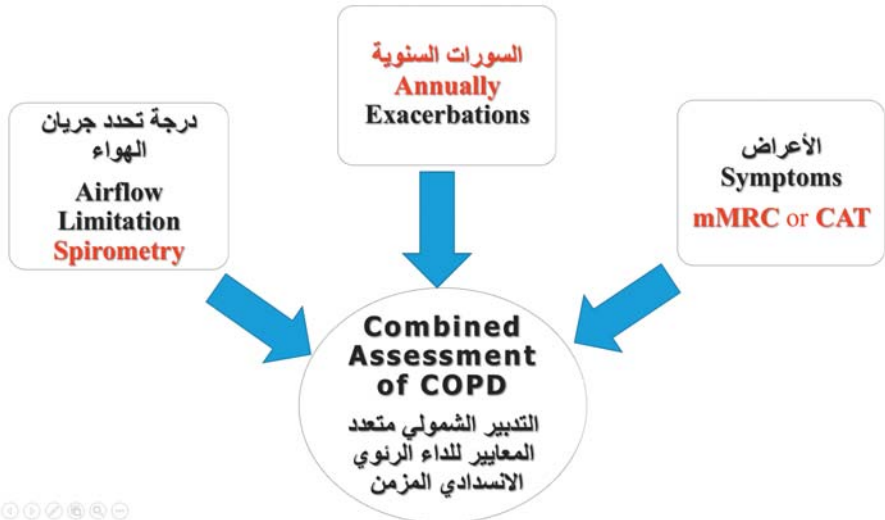 السورات السنوية
Annually
Exacerbations
درجة تحدد جريان
الهواء
Airflow
Limitation
Spirometry
الأعراض
Symptoms
mMRC or CAT
Combined
Assessment
of COPD
التدبير الشمولي متعدد
المعايير للداء الرئوي
الانسدادي المزمن